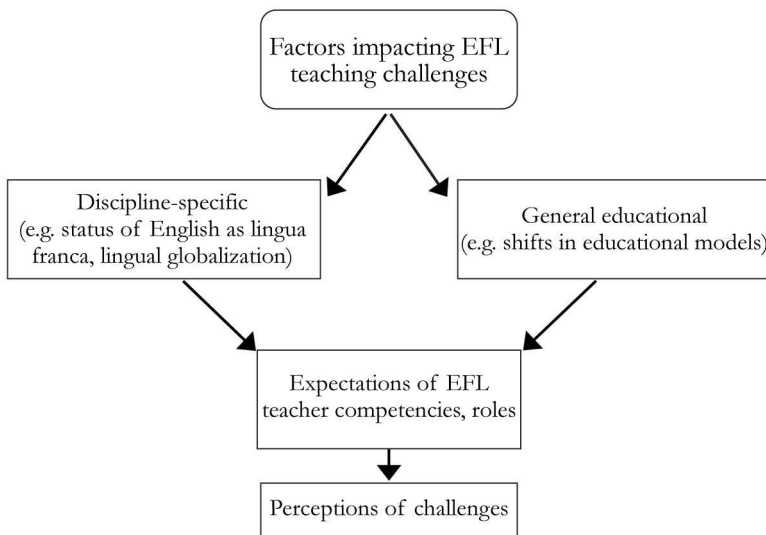 Factors impacting EFL
teaching challenges
Discipline-specific
(e.g. status of English as lingua
franca, lingual globalization)
General educational
(e.g. shifts in educational models)
Expectations of EFL
teacher competencies, roles
Perceptions of challenges